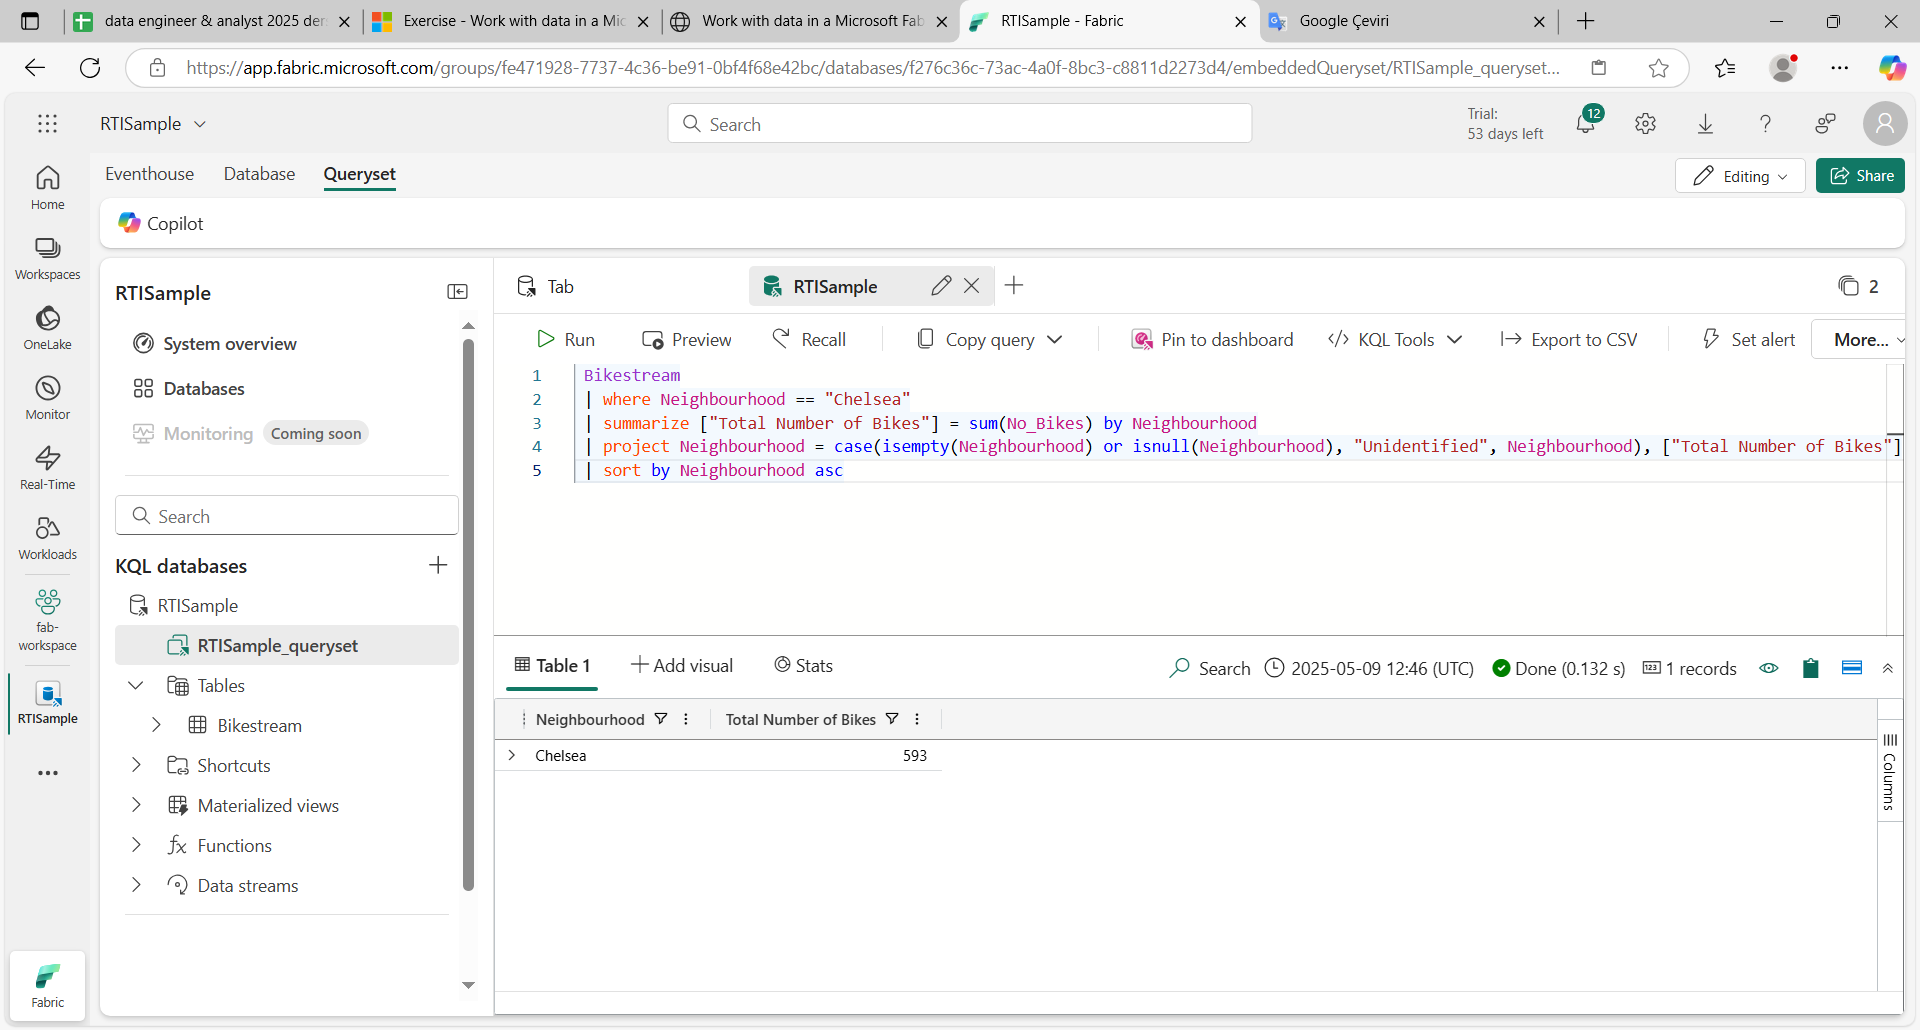 data engineer & analyst 2025 der
Exercise - Work with data in a Mic
Work with data in a Microsoft Fab
RTISample - Fabric
Google Çeviri
https://app.fabric.microsoft.com/groups/fe471928-7737-4c36-be91-0bf4f68e42bc/databases/f276c36c-73ac-4a0f-8bc3-c8811d2273d4/embeddedQueryset/RTISample_queryset...
RTISample
Search
Trial:
53 days left
12
Home
Workspaces
OneLake
Monitor
Real-Time
Workloads
fab-
workspace
RTISample
Fabric
Eventhouse
Database
Queryset
Editing
Share
Copilot
RTISample
System overview
Databases
Monitoring
Coming soon
Search
KQL databases
RTISample
RTISample_queryset
Tables
Bikestream
Shortcuts
Materialized views
Functions
Data streams
Tab
RTISample
2
Run
Preview
Recall
Copy query
Pin to dashboard
KQL Tools
Export to CSV
Set alert
More...
1 Bikestream
2 | where Neighbourhood == "Chelsea"
3 | summarize ["Total Number of Bikes"] = sum(No_Bikes) by Neighbourhood
4 | project Neighbourhood = case(isempty(Neighbourhood) or isnull(Neighbourhood), "Unidentified", Neighbourhood), ["Total Number of Bikes"]
5 | sort by Neighbourhood asc
Table 1
Add visual
Stats
Search
2025-05-09 12:46 (UTC)
Done (0.132 s)
123
1 records
Neighbourhood
Total Number of Bikes
Chelsea
593
Columns